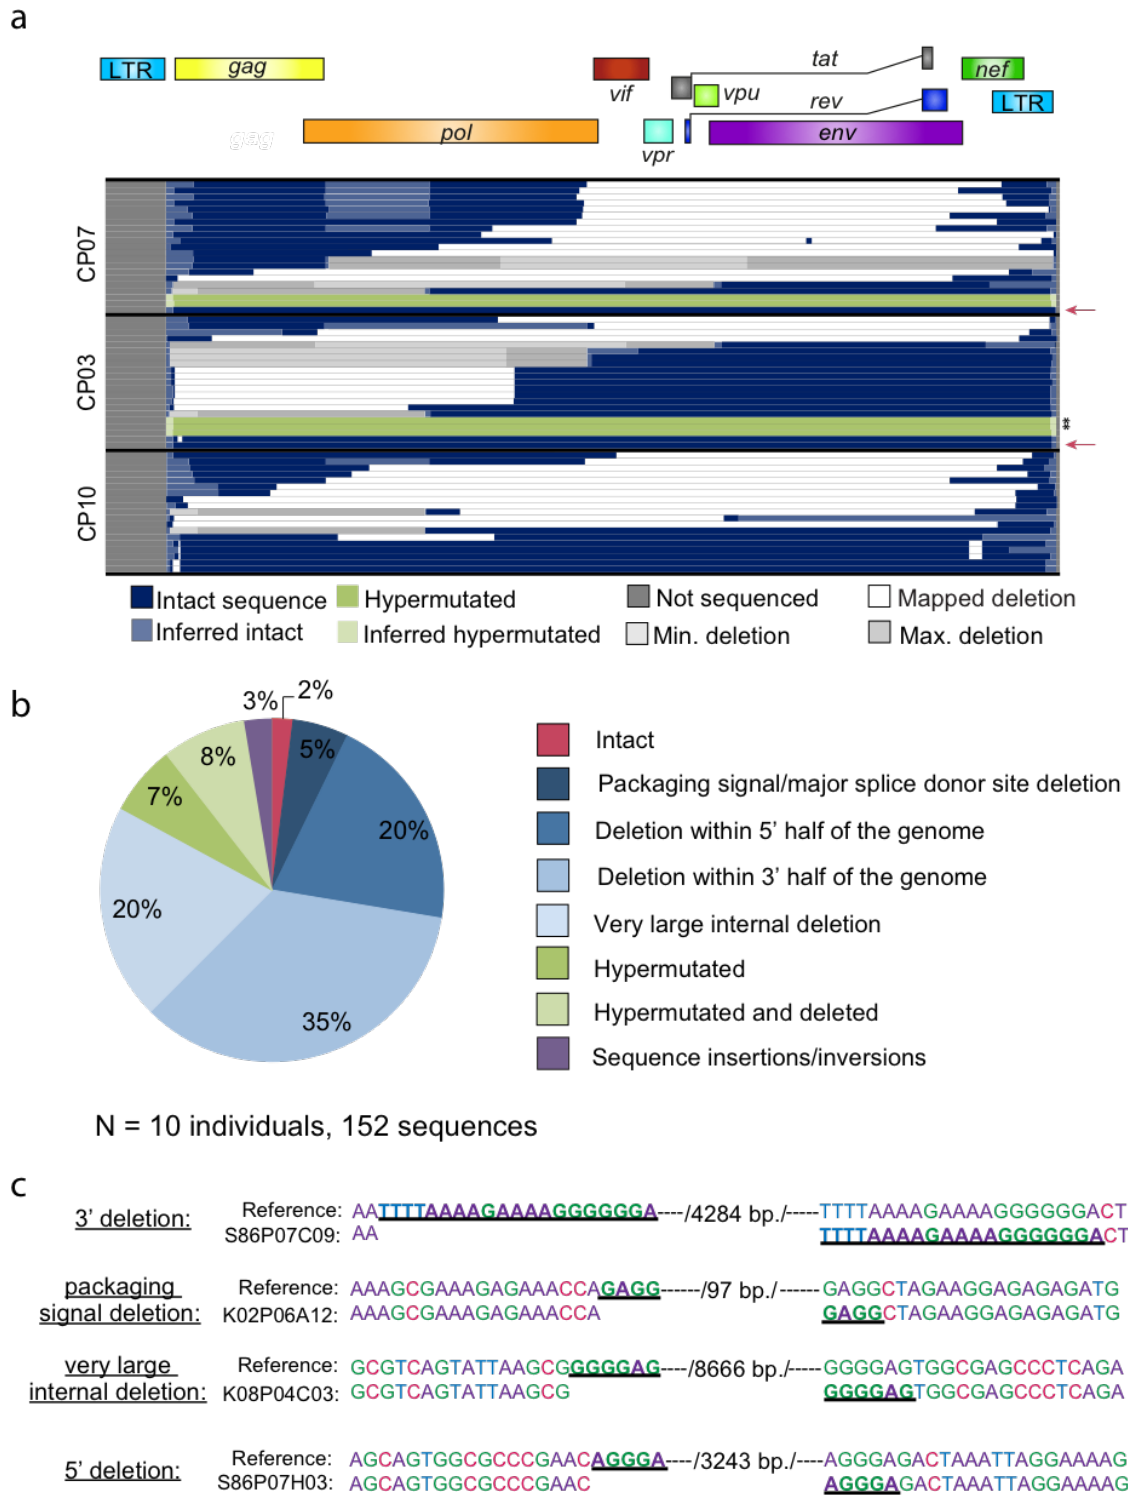 a
LTR
gag
vif
tat
vpu
rev
nef
LTR
gag
pol
vpr
env
CP07
CP03
**
CP10
Intact sequence
Hypermutated
Not sequenced
Mapped deletion
Inferred intact
Inferred hypermutated
Min. deletion
Max. deletion
b
3%
2%
5%
8%
7%
20%
20%
35%
Intact
Packaging signal/major splice donor site deletion
Deletion within 5' half of the genome
Deletion within 3' half of the genome
Very large internal deletion
Hypermutated
Hypermutated and deleted
Sequence insertions/inversions
N = 10 individuals, 152 sequences
c
3' deletion:
Reference: AATTTTAAAAGAAAAGGGGGGA----/4284 bp./-----TTTTAAAAGAAAAGGGGGGACT
S86P07C09: AA TTTTAAAAGAAAAGGGGGGACT
packaging
signal deletion:
Reference: AAAGCGAAAGAGAAACCAGAGG------/97 bp./------GAGGCTAGAAGGAGAGAGATG
K02P06A12: AAAGCGAAAGAGAAACCA GAGGCTAGAAGGAGAGAGATG
very large
internal deletion:
Reference: GCGTCAGTATTAAGCGGGGGAG----/8666 bp./-----GGGGAGTGGCGAGCCCTCAGA
K08P04C03: GCGTCAGTATTAAGCG GGGGAGTGGCGAGCCCTCAGA
5' deletion:
Reference: AGCAGTGGCGCCCGAACAGGGA----/3243 bp./----AGGGAGACTAAATTAGGAAAAG
S86P07H03: AGCAGTGGCGCCCGAAC AGGGAGACTAAATTAGGAAAAG